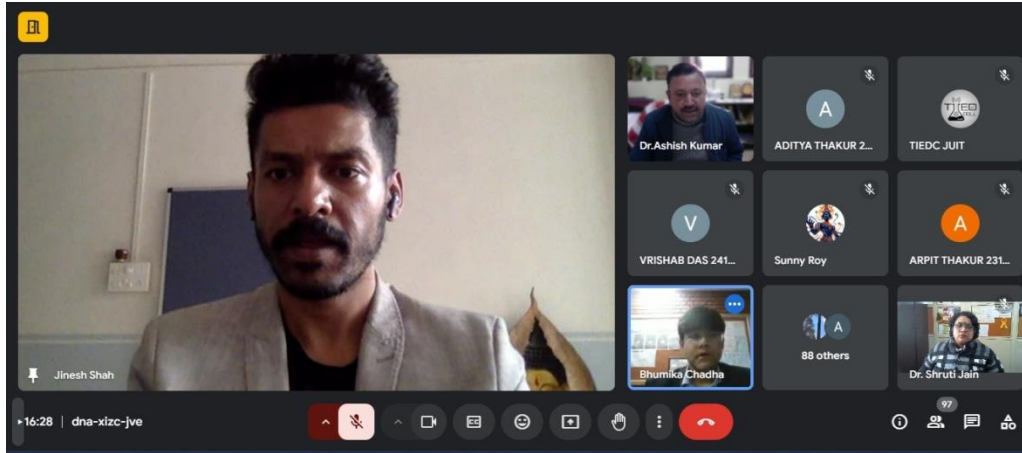 Jinesh Shah
Dr.Ashish Kumar
A
ADITYA THAKUR 2...
TIEDC JUIT
V
VRISHAB DAS 241...
Sunny Roy
A
ARPIT THAKUR 231...
Bhumika Chadha
A
88 others
Dr. Shruti Jain
16:28 | dna-xizc-jve
CC
97